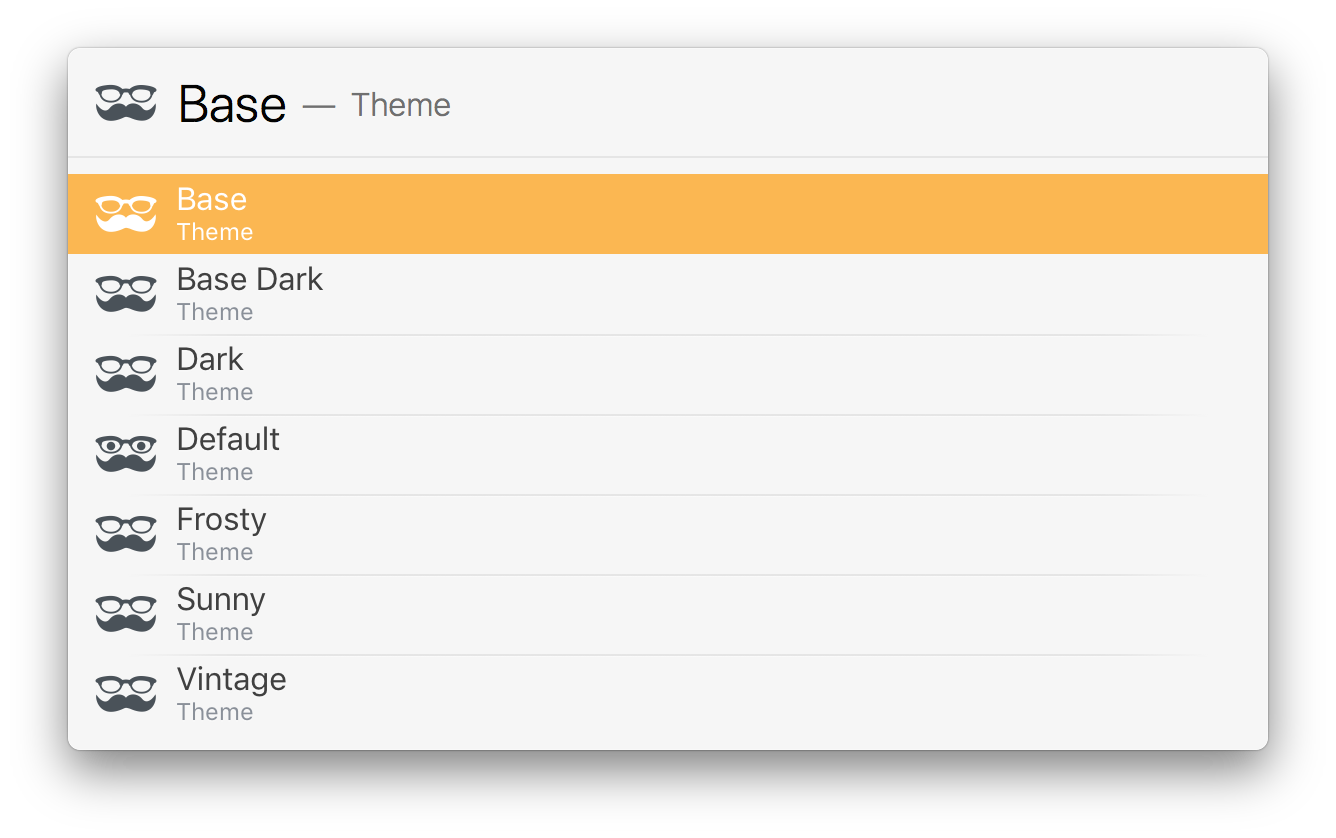 Base — Theme
Base
Theme
Base Dark
Theme
Dark
Theme
Default
Theme
Frosty
Theme
Sunny
Theme
Vintage
Theme